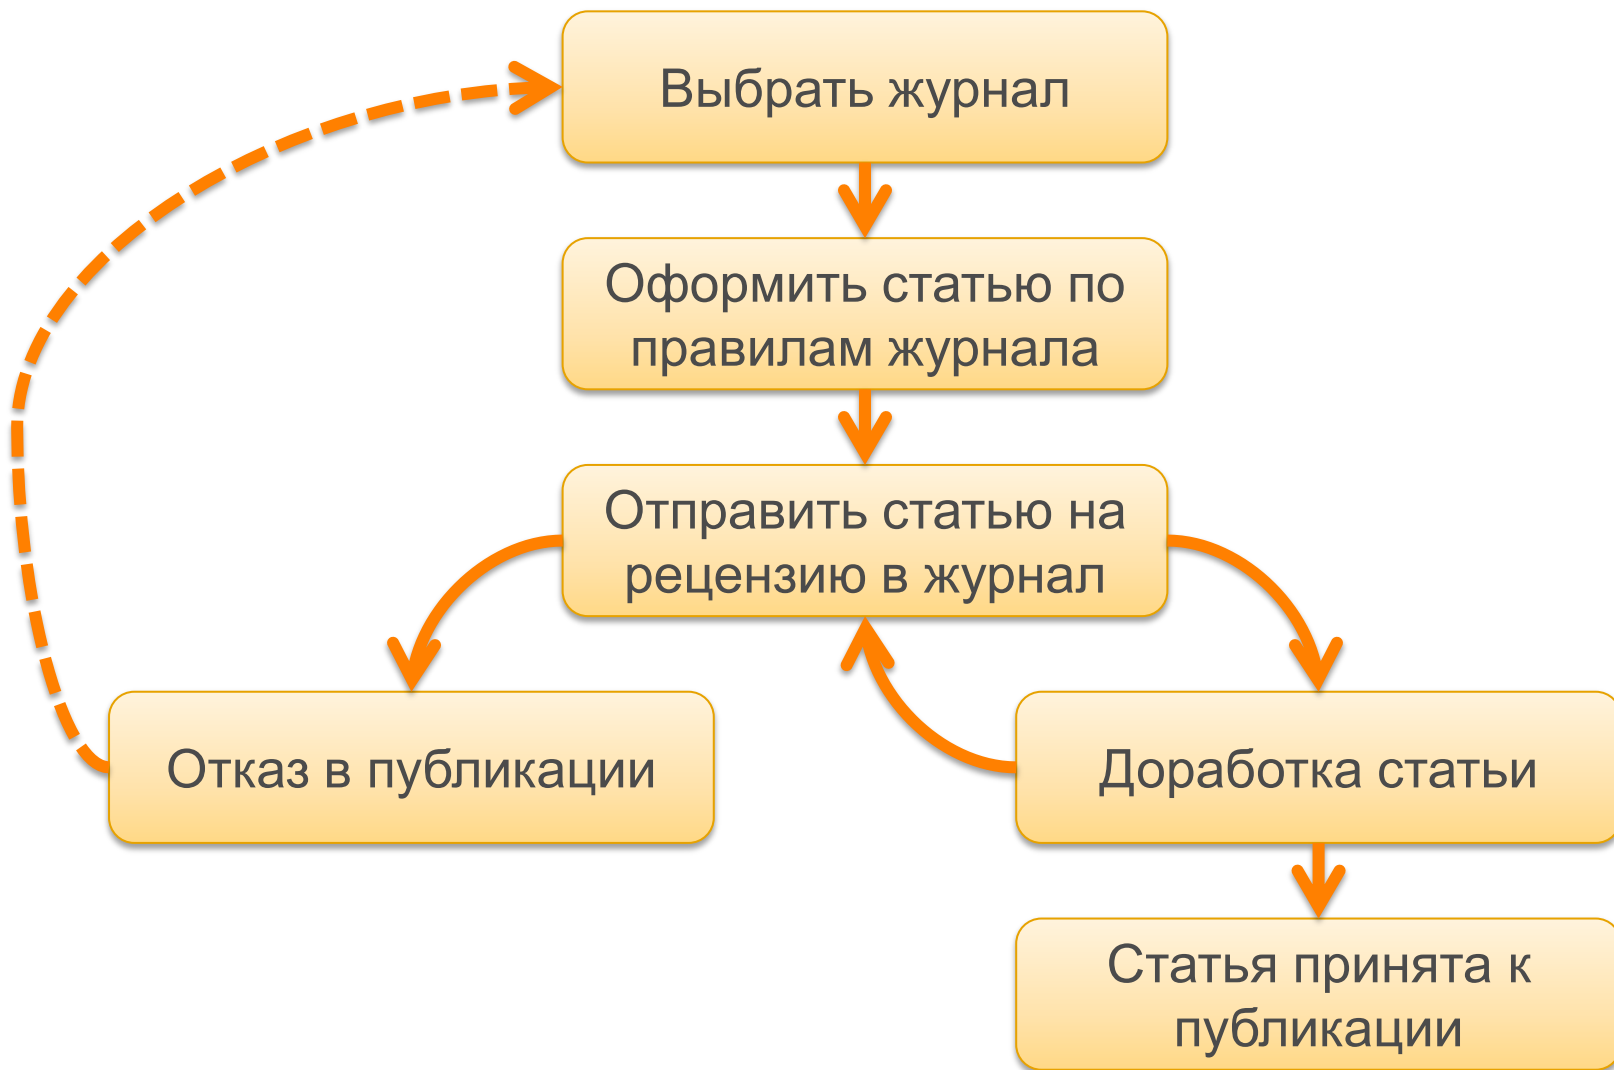 Выбрать журнал
Оформить статью по
правилам журнала
Отправить статью на
рецензию в журнал
Отказ в публикации
Доработка статьи
Статья принята к
публикации